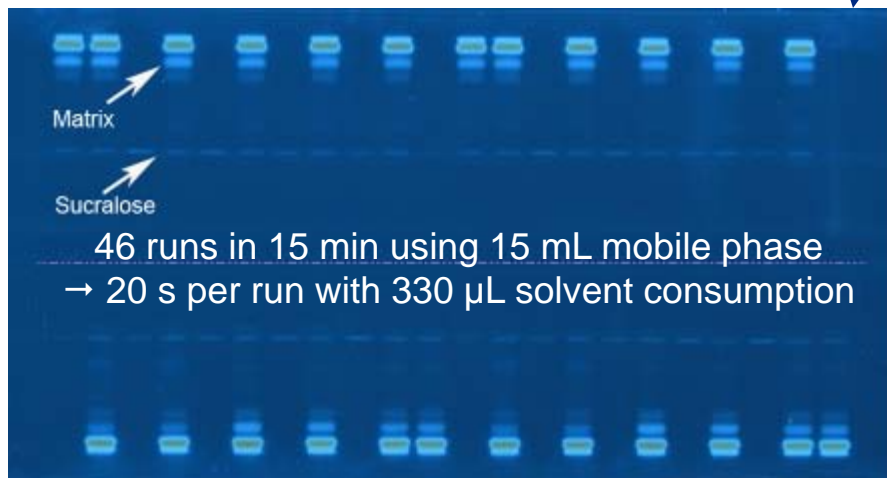 Matrix
Sucralose
46 runs in 15 min using 15 mL mobile phase
→ 20 s per run with 330 µL solvent consumption